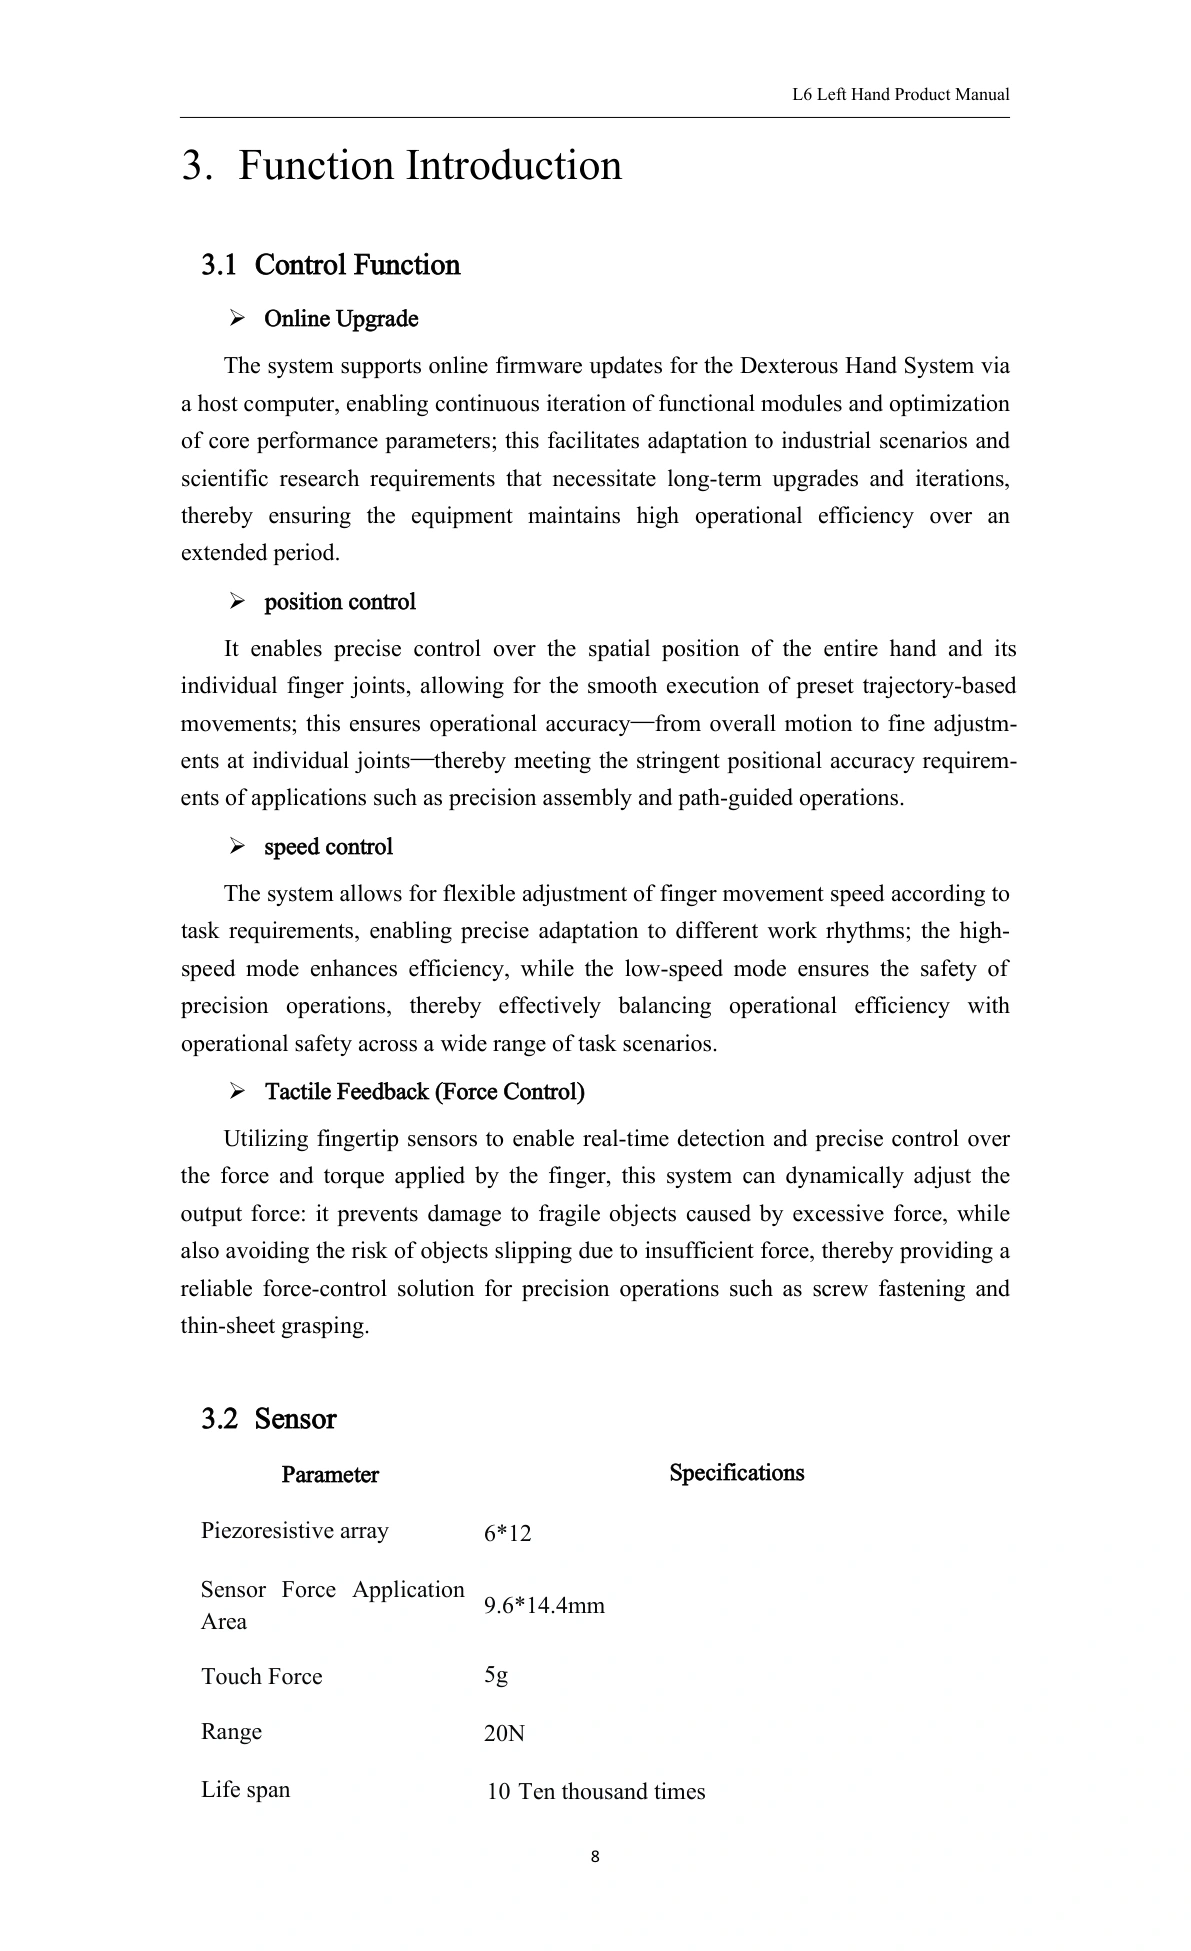 L6 Left Hand Product Manual
3. Function Introduction
3.1 Control Function
➢ Online Upgrade
The system supports online firmware updates for the Dexterous Hand System via
a host computer, enabling continuous iteration of functional modules and optimization
of core performance parameters; this facilitates adaptation to industrial scenarios and
scientific research requirements that necessitate long-term upgrades and iterations,
thereby ensuring the equipment maintains high operational efficiency over an
extended period.
➢ position control
It enables precise control over the spatial position of the entire hand and its
individual finger joints, allowing for the smooth execution of preset trajectory-based
movements; this ensures operational accuracy—from overall motion to fine adjustm-
ents at individual joints—thereby meeting the stringent positional accuracy requirem-
ents of applications such as precision assembly and path-guided operations.
➢ speed control
The system allows for flexible adjustment of finger movement speed according to
task requirements, enabling precise adaptation to different work rhythms; the high-
speed mode enhances efficiency, while the low-speed mode ensures the safety of
precision operations, thereby effectively balancing operational efficiency with
operational safety across a wide range of task scenarios.
➢ Tactile Feedback (Force Control)
Utilizing fingertip sensors to enable real-time detection and precise control over
the force and torque applied by the finger, this system can dynamically adjust the
output force: it prevents damage to fragile objects caused by excessive force, while
also avoiding the risk of objects slipping due to insufficient force, thereby providing a
reliable force-control solution for precision operations such as screw fastening and
thin-sheet grasping.
3.2 Sensor
Parameter Specifications
Piezoresistive array 6*12
Sensor Force Application
Area 9.6*14.4mm
Touch Force 5g
Range 20N
Life span 10 Ten thousand times
8